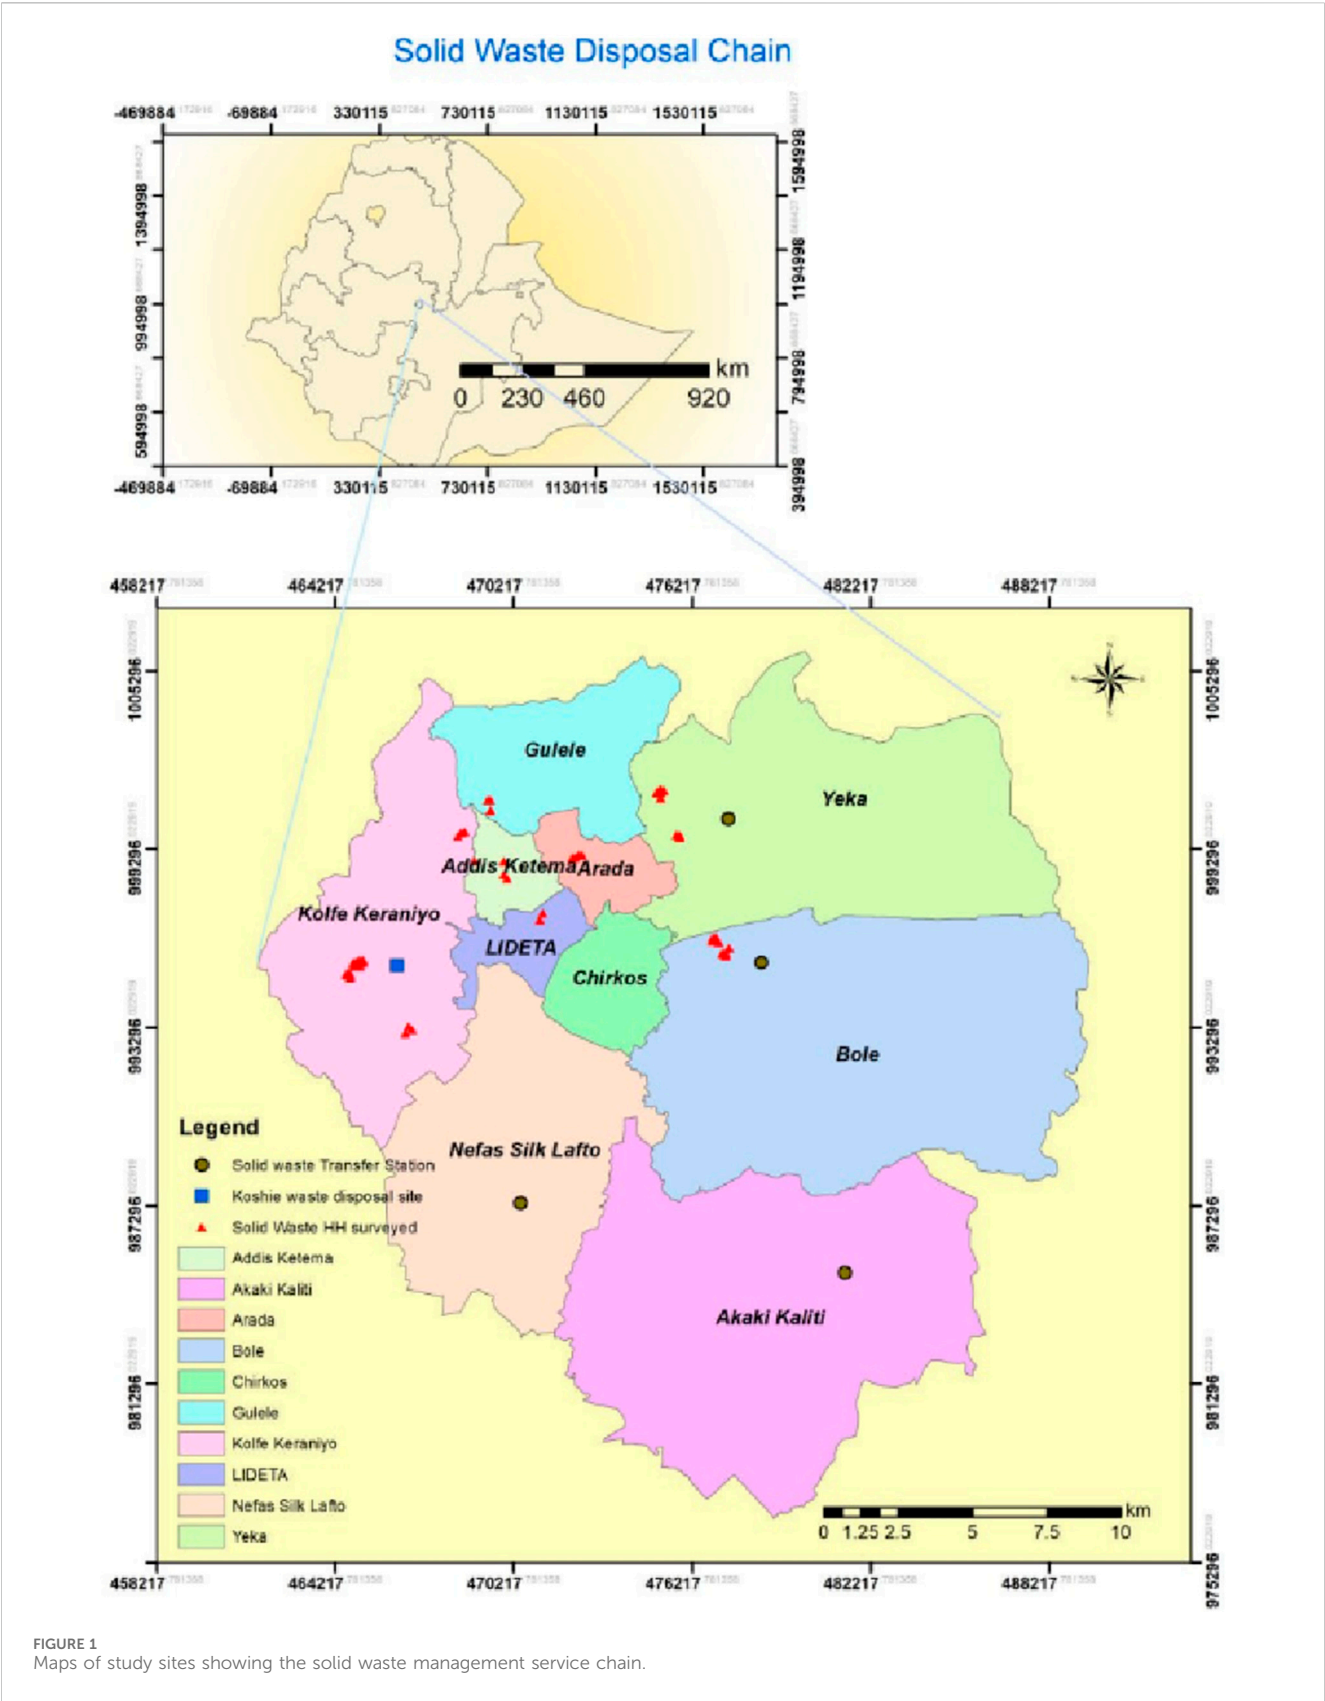 Solid Waste Disposal Chain
-469884 -69884 330115 730115 1130115 1530115
1594998
1394998
1194998
994998
794998
594998
394998
km
0 230 460 920
-469884 -69884 330115 730115 1130115 1530115
458217 464217 470217 476217 482217 488217
1005296 1005296
Gulele
Yeka
999296 999296
Addis Ketema Arada
Kolfe Keraniyo
LIDETA
Chirkos
993296 993296
Bole
Nefas Silk Lafto
987296 987296
Akaki Kaliti
981296 981296
Legend
Solid waste Transfer Station
Koshie waste disposal site
Solid Waste HH surveyed
Addis Ketema
Akaki Kaliti
Arada
Bole
Chirkos
Gulele
Kolfe Keraniyo
LIDETA
Nefas Silk Lafto
Yeka
km
0 1.25 2.5 5 7.5 10
975296
458217 464217 470217 476217 482217 488217
FIGURE 1
Maps of study sites showing the solid waste management service chain.